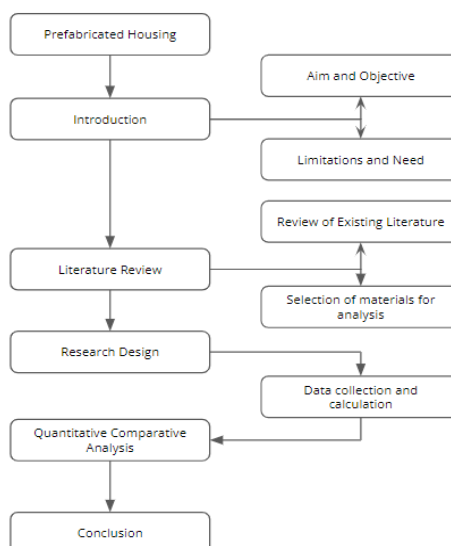 Prefabricated Housing
Aim and Objective
Introduction
Limitations and Need
Review of Existing Literature
Literature Review
Selection of materials for
analysis
Research Design
Data collection and
calculation
Quantitative Comparative
Analysis
Conclusion